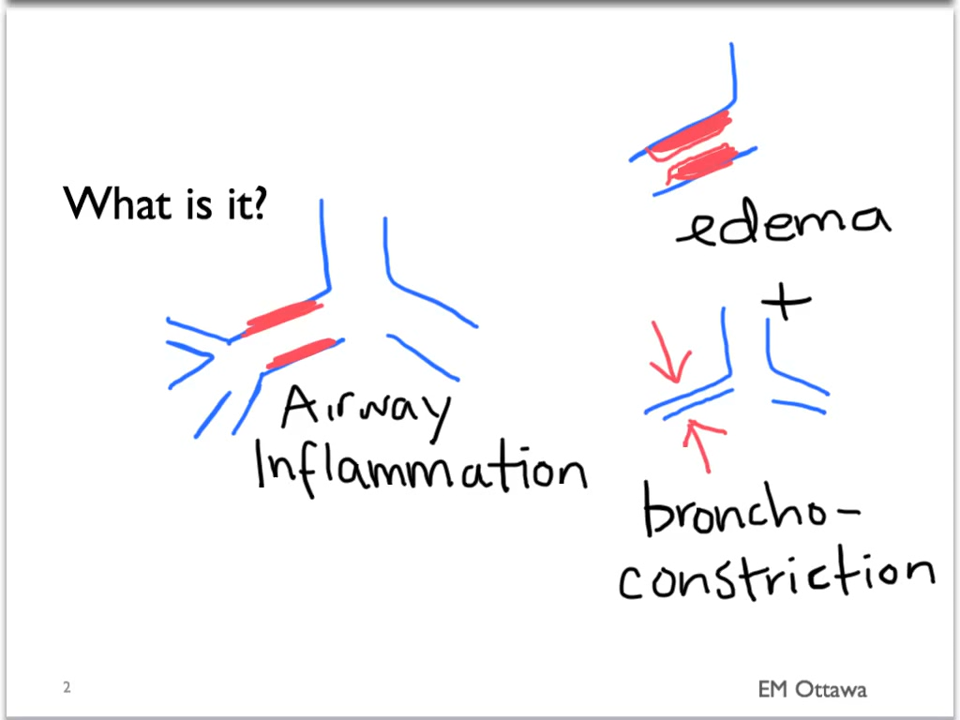 What is it?
Airway
Inflammation
edema
+
broncho-
constriction
2
EM Ottawa